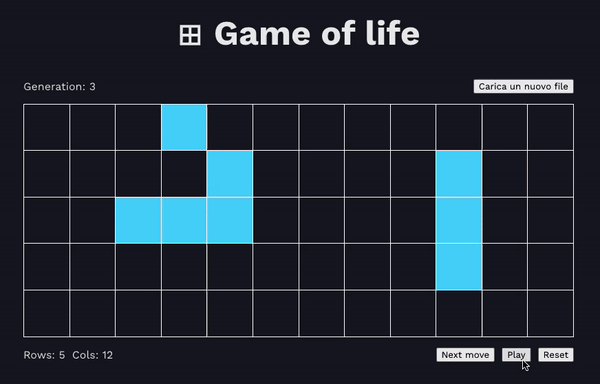 Game of life
Generation: 3
Carica un nuovo file
Rows: 5 Cols: 12
Next move
Play
Reset